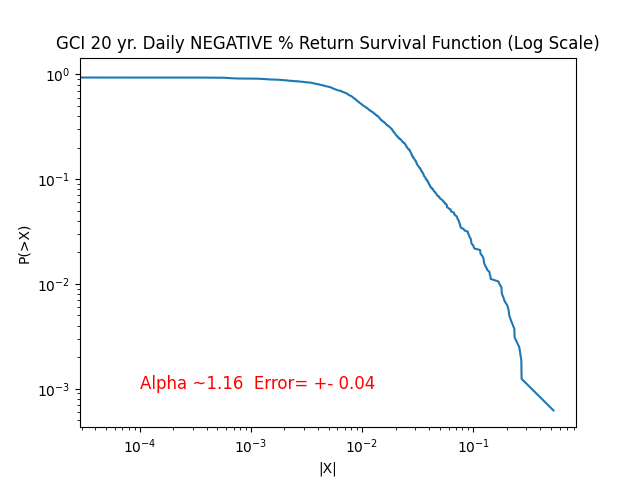 GCI 20 yr. Daily NEGATIVE % Return Survival Function (Log Scale)
10⁰
10⁻¹
10⁻²
10⁻³
P(>X)
Alpha ~1.16  Error= +- 0.04
10⁻⁴ 10⁻³ 10⁻² 10⁻¹
|X|